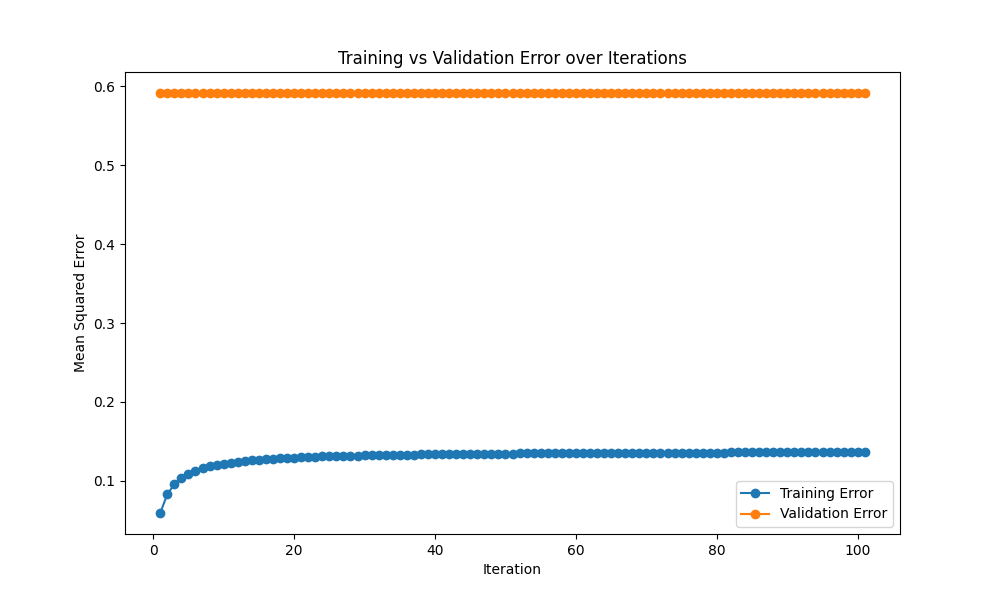 Training vs Validation Error over Iterations
Mean Squared Error
0.6
0.5
0.4
0.3
0.2
0.1
0 20 40 60 80 100
Iteration
Training Error
Validation Error